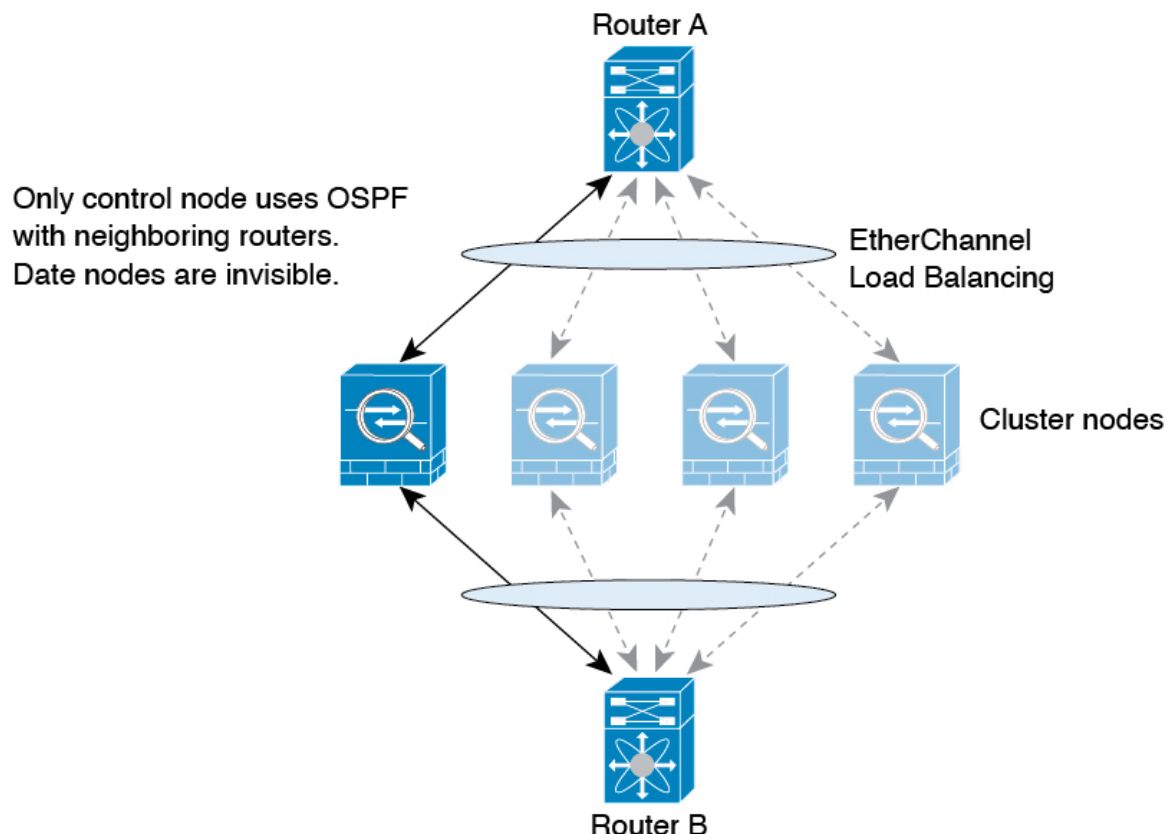 Router A
Only control node uses OSPF
with neighboring routers.
Date nodes are invisible.
EtherChannel
Load Balancing
Cluster nodes
Router B